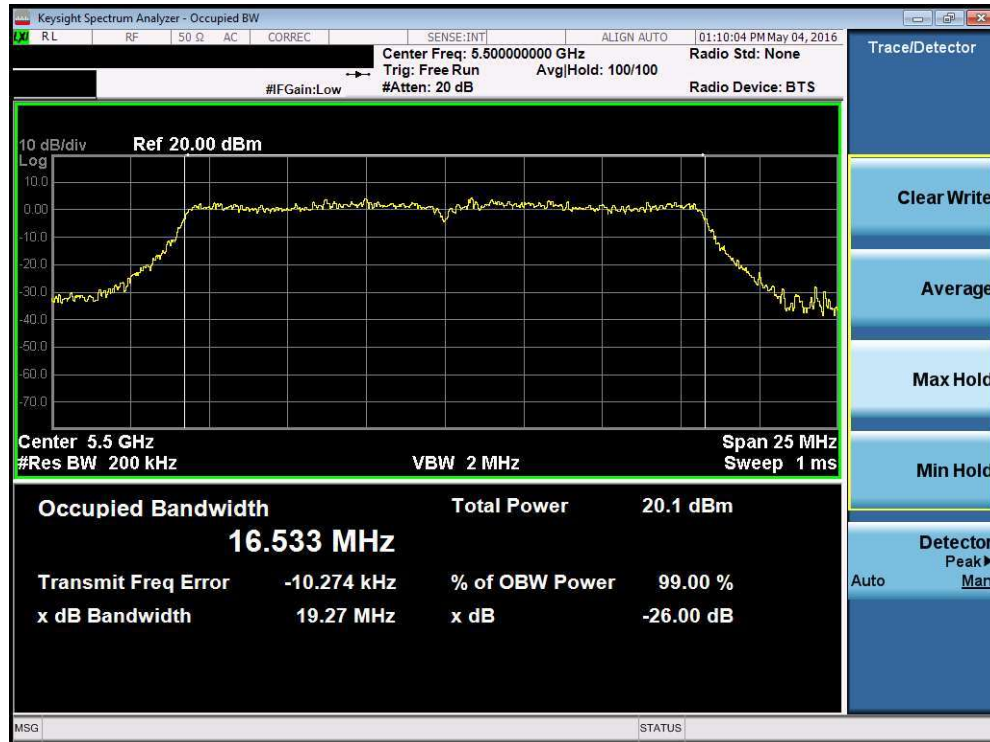 Keysight Spectrum Analyzer - Occupied BW
LXI RL RF 50 Ω AC CORREC SENSE:INT ALIGN AUTO 01:10:04 PM May 04, 2016
Center Freq: 5.500000000 GHz Radio Std: None
Trig: Free Run Avg|Hold: 100/100
#IFGain:Low #Atten: 20 dB Radio Device: BTS
Trace/Detector
10 dB/div Ref 20.00 dBm
Log
10.0
0.00
-10.0
-20.0
-30.0
-40.0
-50.0
-60.0
-70.0
Center 5.5 GHz Span 25 MHz
#Res BW 200 kHz VBW 2 MHz Sweep 1 ms
Occupied Bandwidth Total Power 20.1 dBm
16.533 MHz
Transmit Freq Error -10.274 kHz % of OBW Power 99.00 %
x dB Bandwidth 19.27 MHz x dB -26.00 dB
Clear Write
Average
Max Hold
Min Hold
Detector
Peak▶
Auto Man
MSG STATUS